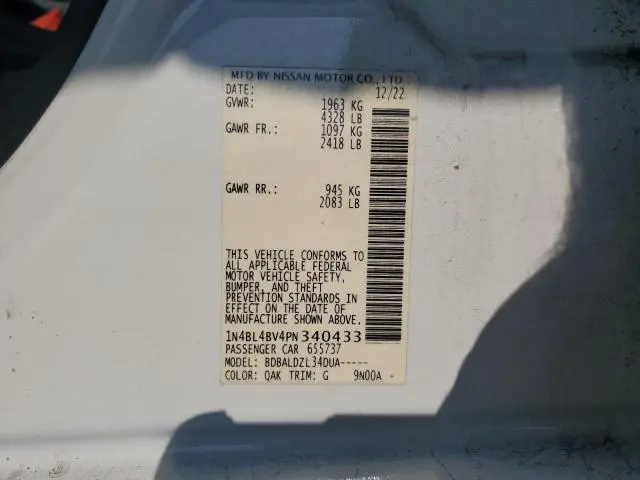 MFD BY NISSAN MOTOR CO., LTD
DATE: 12/22
GVWR: 1963 KG
4328 LB
GAWR FR.: 1097 KG
2418 LB
GAWR RR.: 945 KG
2083 LB
THIS VEHICLE CONFORMS TO
ALL APPLICABLE FEDERAL
MOTOR VEHICLE SAFETY,
BUMPER, AND THEFT
PREVENTION STANDARDS IN
EFFECT ON THE DATE OF
MANUFACTURE SHOWN ABOVE.
1N4BL4BV4PN340433
PASSENGER CAR 655737
MODEL: BDBALDZL34DUA-----
COLOR: QAK TRIM: G 9N00A -